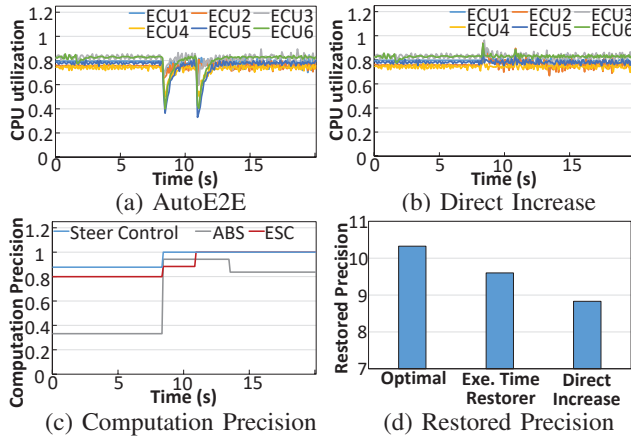 ECU1 ECU2 ECU3
ECU4 ECU5 ECU6
CPU utilization
1.2
1
0.8
0.6
0.4
0.2
0
0 5 10 15
Time (s)
(a) AutoE2E
ECU1 ECU2 ECU3
ECU4 ECU5 ECU6
CPU utilization
1.2
1
0.8
0.6
0.4
0.2
0
0 5 10 15
Time (s)
(b) Direct Increase
Steer Control ABS ESC
Computation Precision
1.2
1
0.8
0.6
0.4
0.2
0
0 5 10 15
Time (s)
(c) Computation Precision
Restored Precision
11
10
9
8
7
Optimal
Exe. Time
Restorer
Direct
Increase
(d) Restored Precision